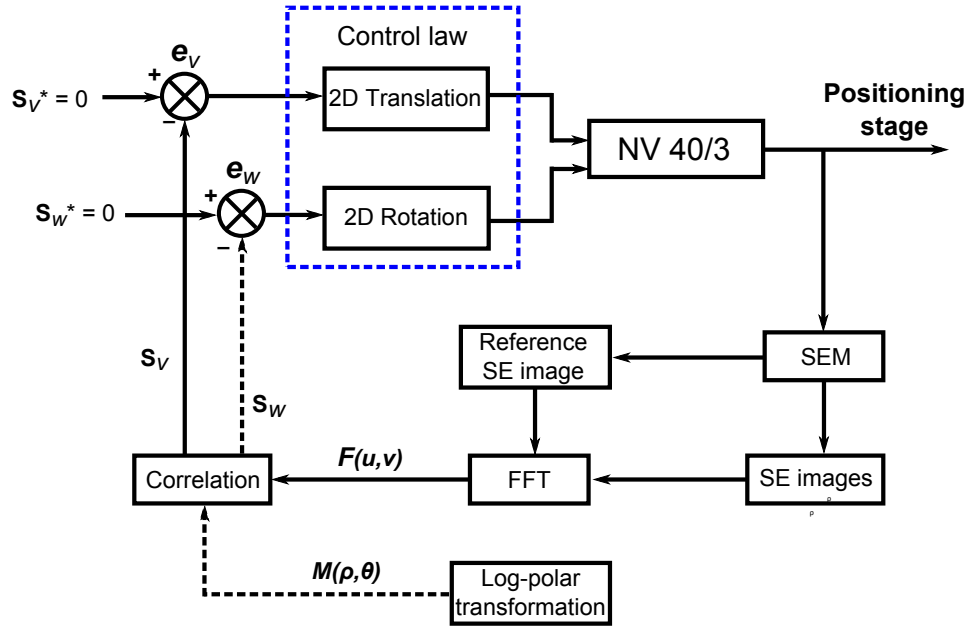 Control law
e_V
+
S_V* = 0
−
2D Translation
Positioning
stage
NV 40/3
e_W
+
S_W* = 0
−
2D Rotation
Reference
SE image
SEM
S_V
S_W
F(u,v)
Correlation
FFT
SE images
ρ
ρ
M(ρ,θ)
Log-polar
transformation